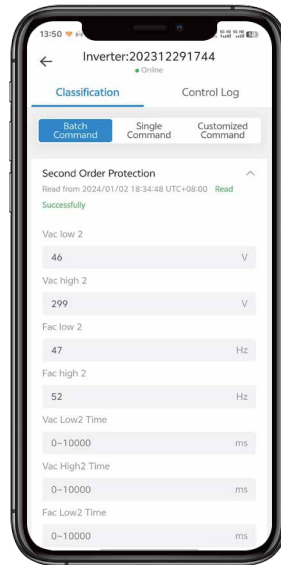 13:50
Inverter:202312291744
Online
Classification Control Log
Batch Command Single Command Customized Command
Second Order Protection
Read from 2024/01/02 18:34:48 UTC+08:00 Read
Successfully
Vac low 2
46 V
Vac high 2
299 V
Fac low 2
47 Hz
Fac high 2
52 Hz
Vac Low2 Time
0~10000 ms
Vac High2 Time
0~10000 ms
Fac Low2 Time
0~10000 ms